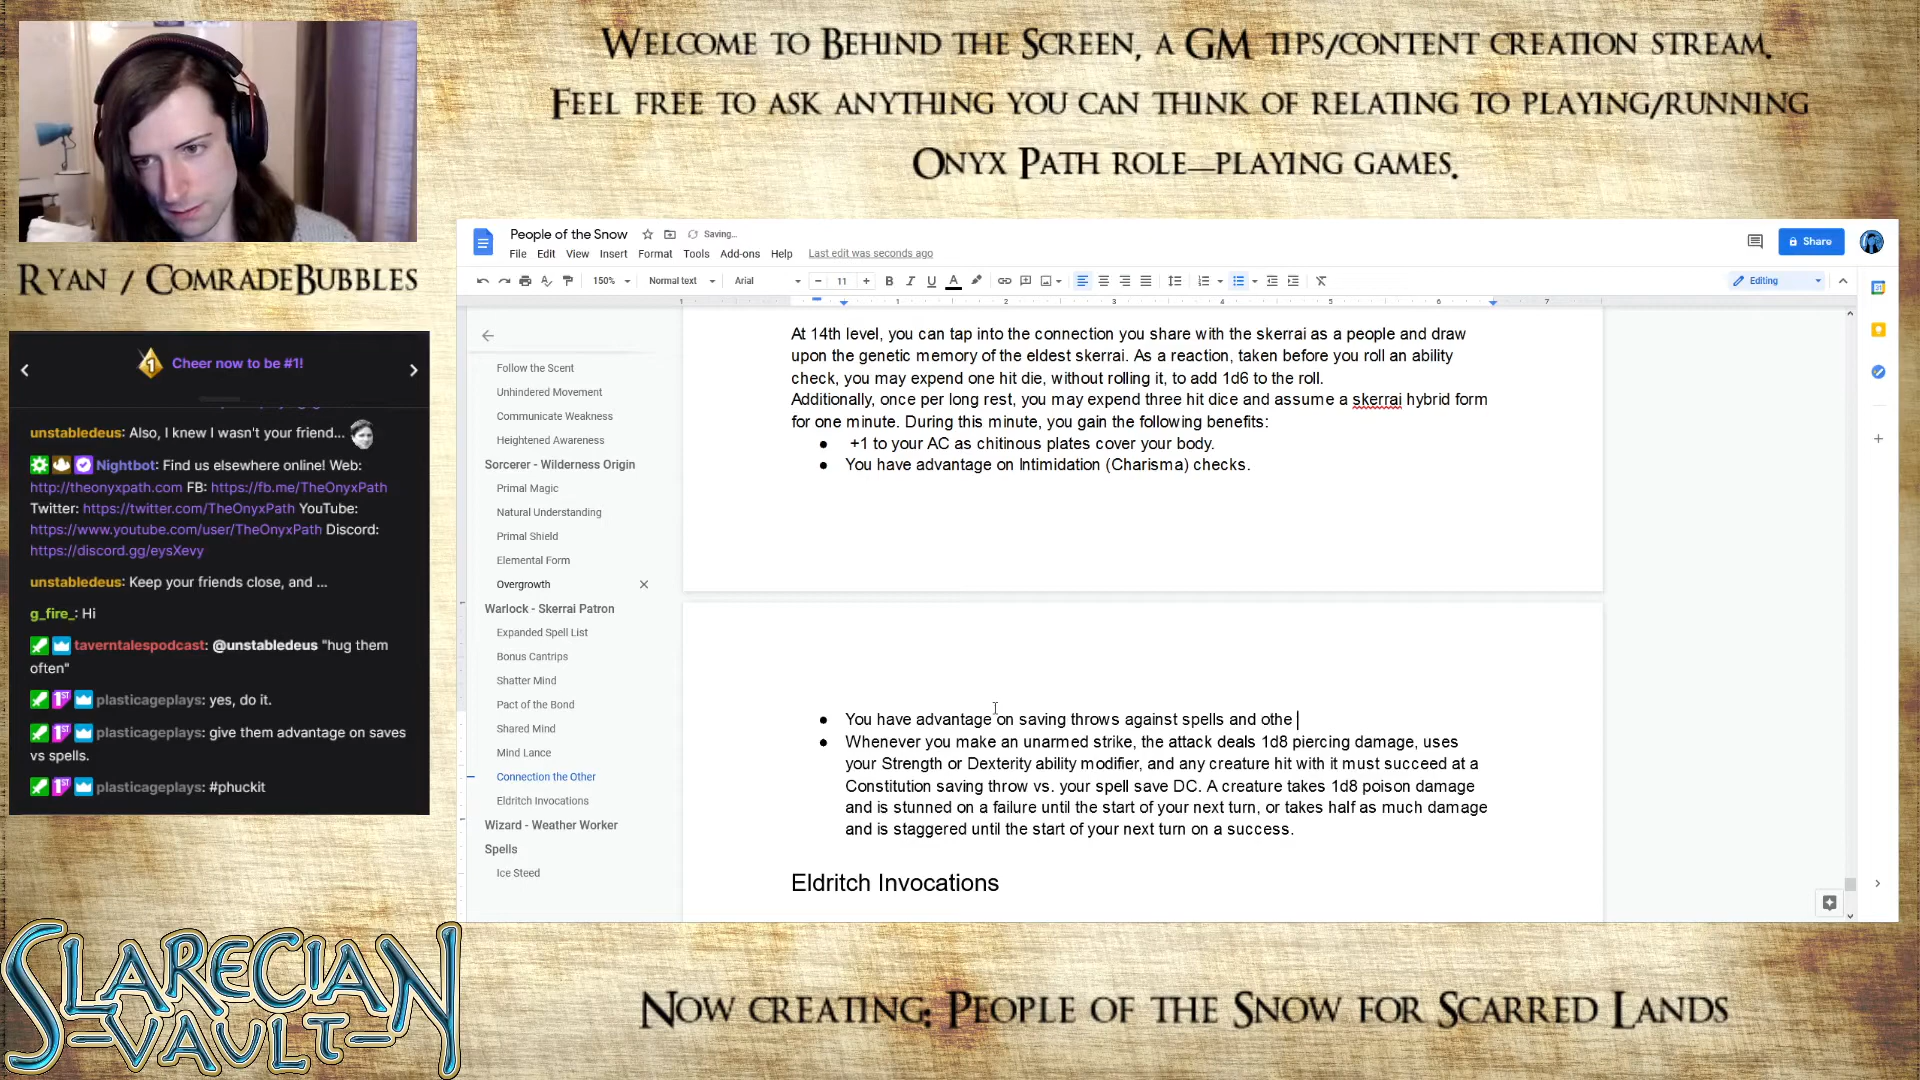 WELCOME TO BEHIND THE SCREEN, A GM TIPS/CONTENT CREATION STREAM.
FEEL FREE TO ASK ANYTHING YOU CAN THINK OF RELATING TO PLAYING/RUNNING
ONYX PATH ROLE—PLAYING GAMES.
RYAN / COMRADEBUBBLES
Cheer now to be #1!
unstabledeus: Also, I knew I wasn't your friend...
Nightbot: Find us elsewhere online! Web:
http://theonyxpath.com FB: https://fb.me/TheOnyxPath
Twitter: https://twitter.com/TheOnyxPath YouTube:
https://www.youtube.com/user/TheOnyxPath Discord:
https://discord.gg/eysXevy
unstabledeus: Keep your friends close, and ...
g_fire_: Hi
taverntalespodcast: @unstabledeus "hug them
often"
plasticageplays: yes, do it.
plasticageplays: give them advantage on saves
vs spells.
plasticageplays: #phuckit
SLARECIAN
VAULT
People of the Snow
Saving...
File Edit View Insert Format Tools Add-ons Help Last edit was seconds ago
Share
150% Normal text Arial 11 Editing
1 1 2 3 4 5 6 7
Follow the Scent
Unhindered Movement
Communicate Weakness
Heightened Awareness
Sorcerer - Wilderness Origin
Primal Magic
Natural Understanding
Primal Shield
Elemental Form
Overgrowth
Warlock - Skerrai Patron
Expanded Spell List
Bonus Cantrips
Shatter Mind
Pact of the Bond
Shared Mind
Mind Lance
Connection the Other
Eldritch Invocations
Wizard - Weather Worker
Spells
Ice Steed
At 14th level, you can tap into the connection you share with the skerrai as a people and draw
upon the genetic memory of the eldest skerrai. As a reaction, taken before you roll an ability
check, you may expend one hit die, without rolling it, to add 1d6 to the roll.
Additionally, once per long rest, you may expend three hit dice and assume a skerrai hybrid form
for one minute. During this minute, you gain the following benefits:
● +1 to your AC as chitinous plates cover your body.
● You have advantage on Intimidation (Charisma) checks.
● You have advantage on saving throws against spells and othe
● Whenever you make an unarmed strike, the attack deals 1d8 piercing damage, uses
your Strength or Dexterity ability modifier, and any creature hit with it must succeed at a
Constitution saving throw vs. your spell save DC. A creature takes 1d8 poison damage
and is stunned on a failure until the start of your next turn, or takes half as much damage
and is staggered until the start of your next turn on a success.
Eldritch Invocations
NOW CREATING: PEOPLE OF THE SNOW FOR SCARRED LANDS